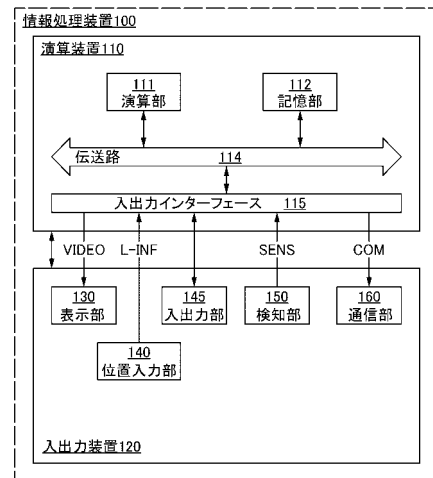 情報処理装置100
演算装置110
111
演算部
112
記憶部
伝送路
114
入出力インターフェース 115
VIDEO
L-INF
SENS
COM
130
表示部
145
入出力部
150
検知部
160
通信部
140
位置入力部
入出力装置120